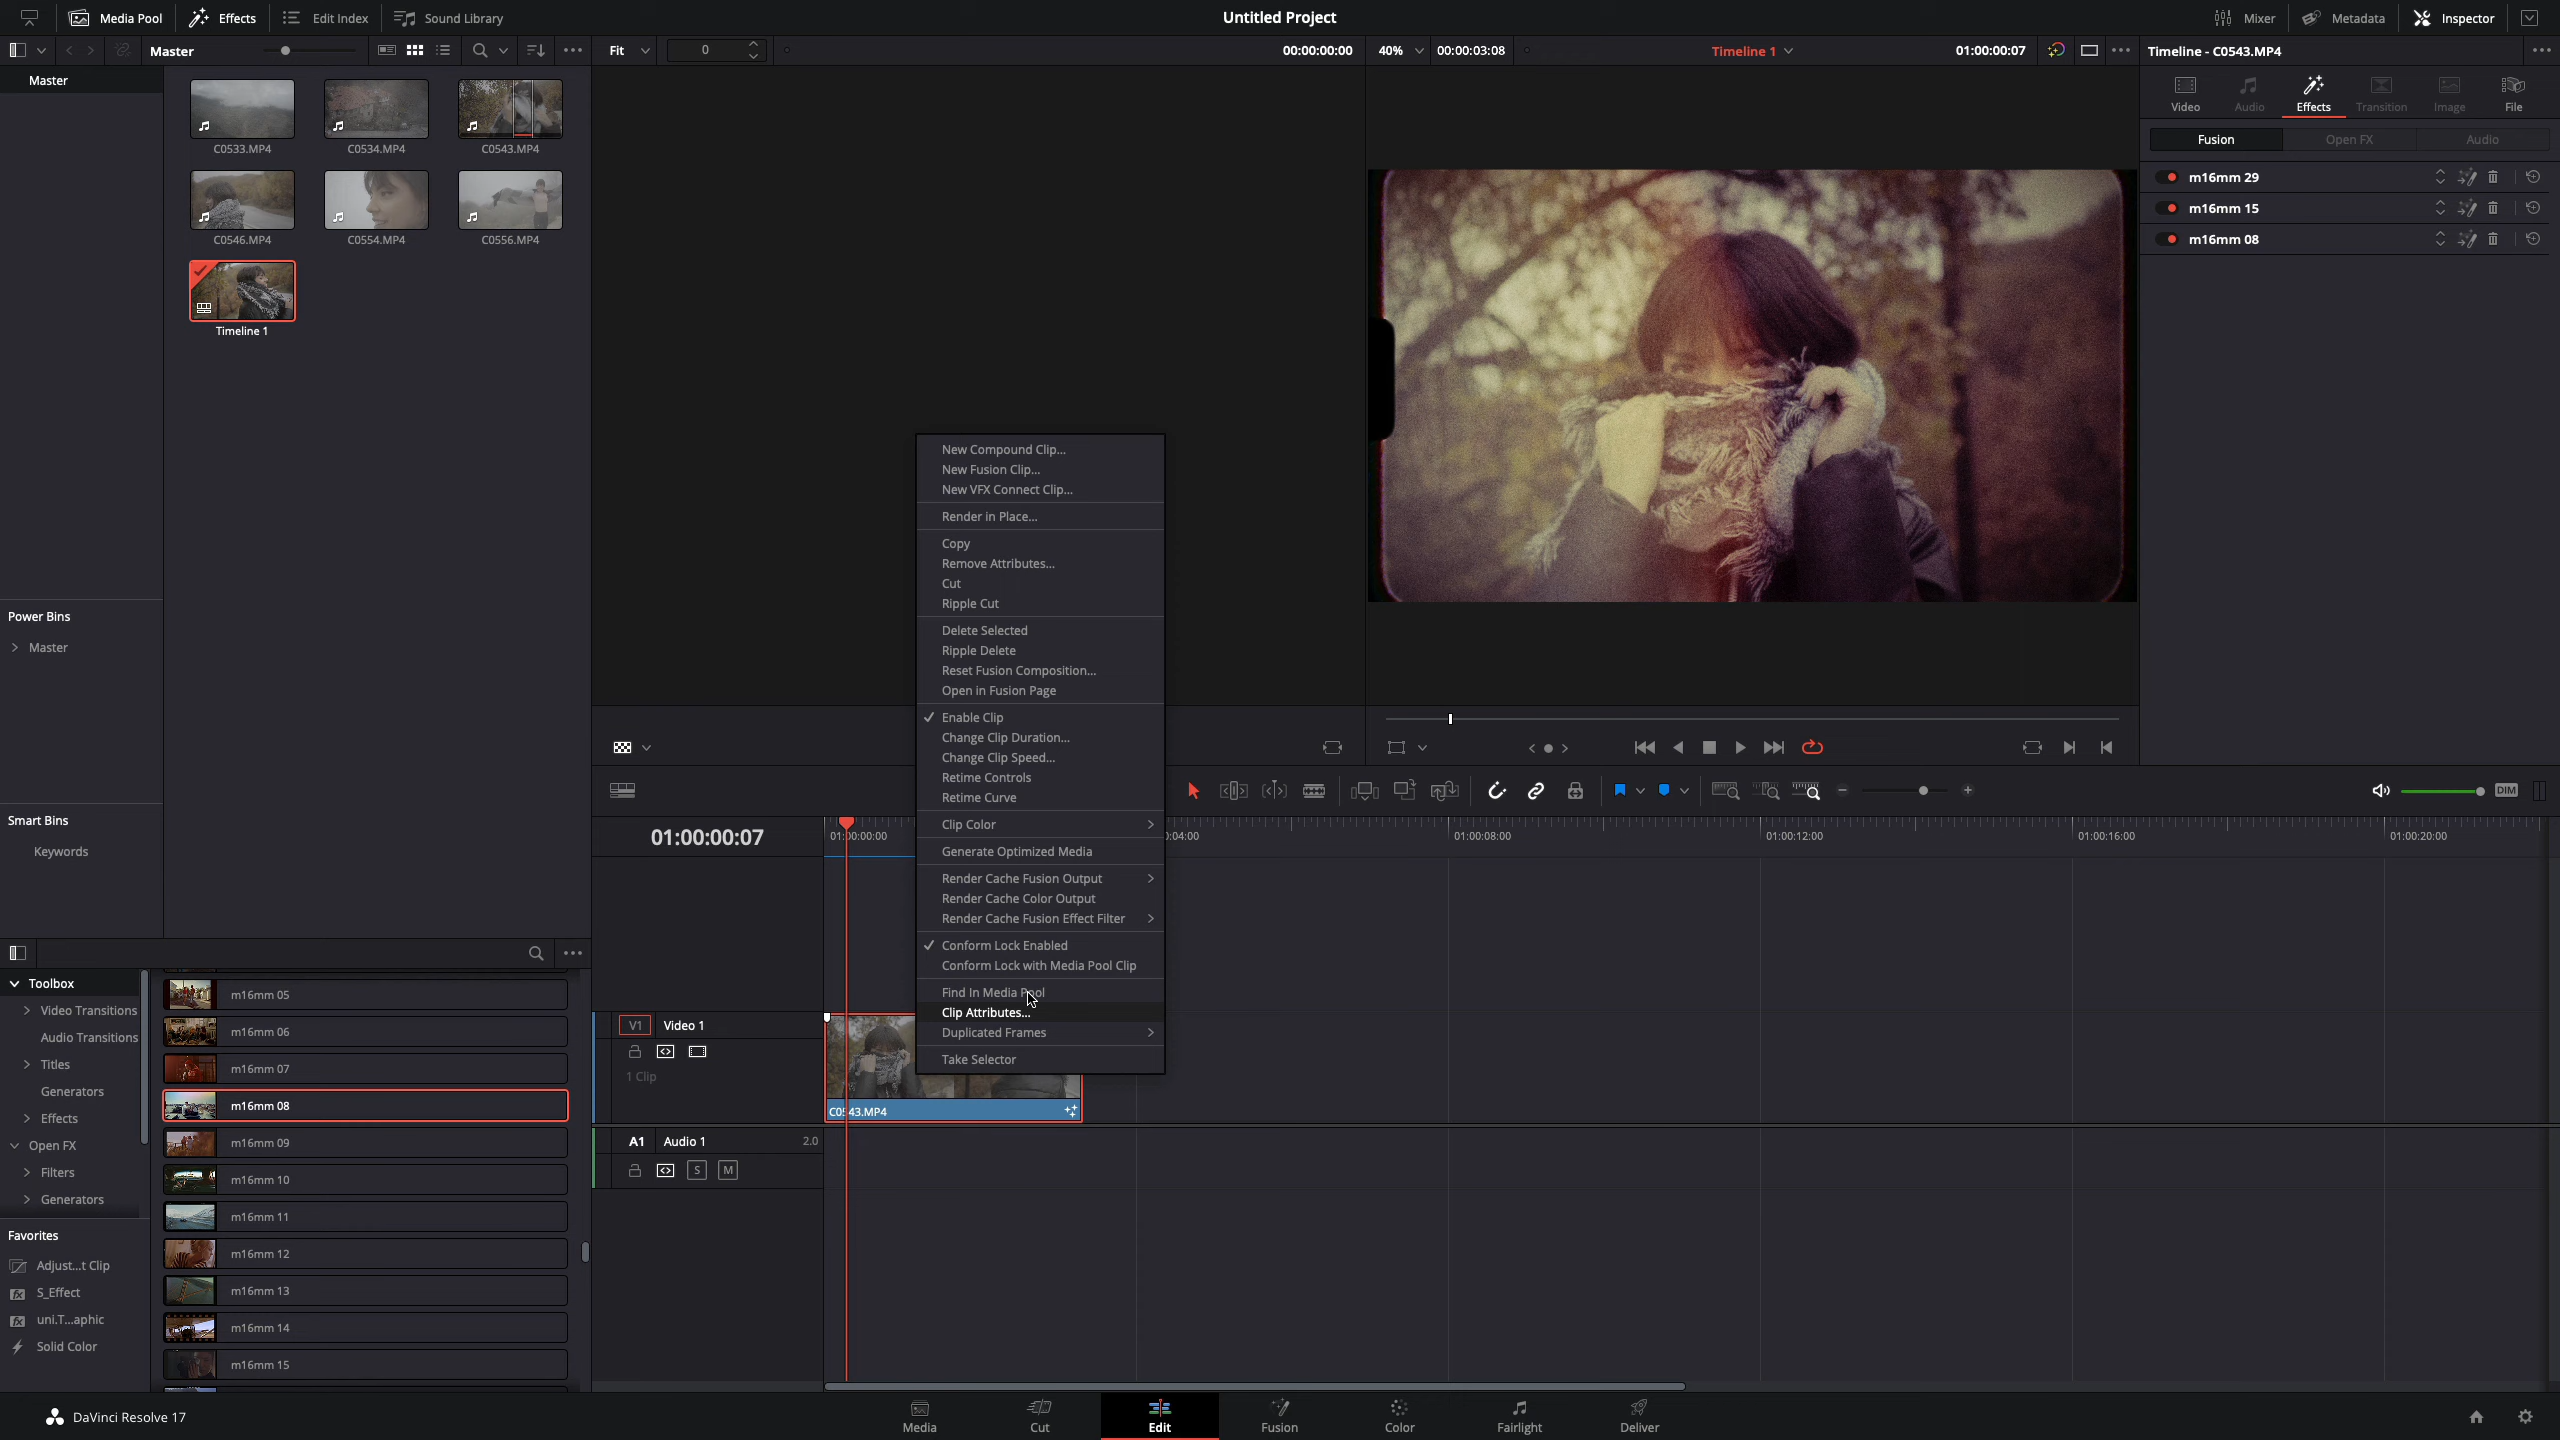 Media Pool Effects Edit Index Sound Library Untitled Project Mixer Metadata Inspector
Master Fit 0 00:00:00:00 40% 00:00:03:08 Timeline 1 01:00:00:07 Timeline - C0543.MP4
Master
C0533.MP4 C0534.MP4 C0543.MP4
C0546.MP4 C0554.MP4 C0556.MP4
Timeline 1
Power Bins
Master
Smart Bins
Keywords
Video Audio Effects Transition Image File
Fusion Open FX Audio
m16mm 29
m16mm 15
m16mm 08
New Compound Clip...
New Fusion Clip...
New VFX Connect Clip...
Render in Place...
Copy
Remove Attributes...
Cut
Ripple Cut
Delete Selected
Ripple Delete
Reset Fusion Composition...
Open in Fusion Page
Enable Clip
Change Clip Duration...
Change Clip Speed...
Retime Controls
Retime Curve
Clip Color
Generate Optimized Media
Render Cache Fusion Output
Render Cache Color Output
Render Cache Fusion Effect Filter
Conform Lock Enabled
Conform Lock with Media Pool Clip
Find In Media Pool
Clip Attributes...
Duplicated Frames
Take Selector
DIM
01:00:00:07 01:00:00:00 0:04:00 01:00:08:00 01:00:12:00 01:00:16:00 01:00:20:00
V1 Video 1
1 Clip
C0543.MP4
A1 Audio 1 2.0
S M
Toolbox
Video Transitions
Audio Transitions
Titles
Generators
Effects
Open FX
Filters
Generators
Favorites
Adjust...t Clip
S_Effect
uni.T...aphic
Solid Color
m16mm 05
m16mm 06
m16mm 07
m16mm 08
m16mm 09
m16mm 10
m16mm 11
m16mm 12
m16mm 13
m16mm 14
m16mm 15
DaVinci Resolve 17 Media Cut Edit Fusion Color Fairlight Deliver